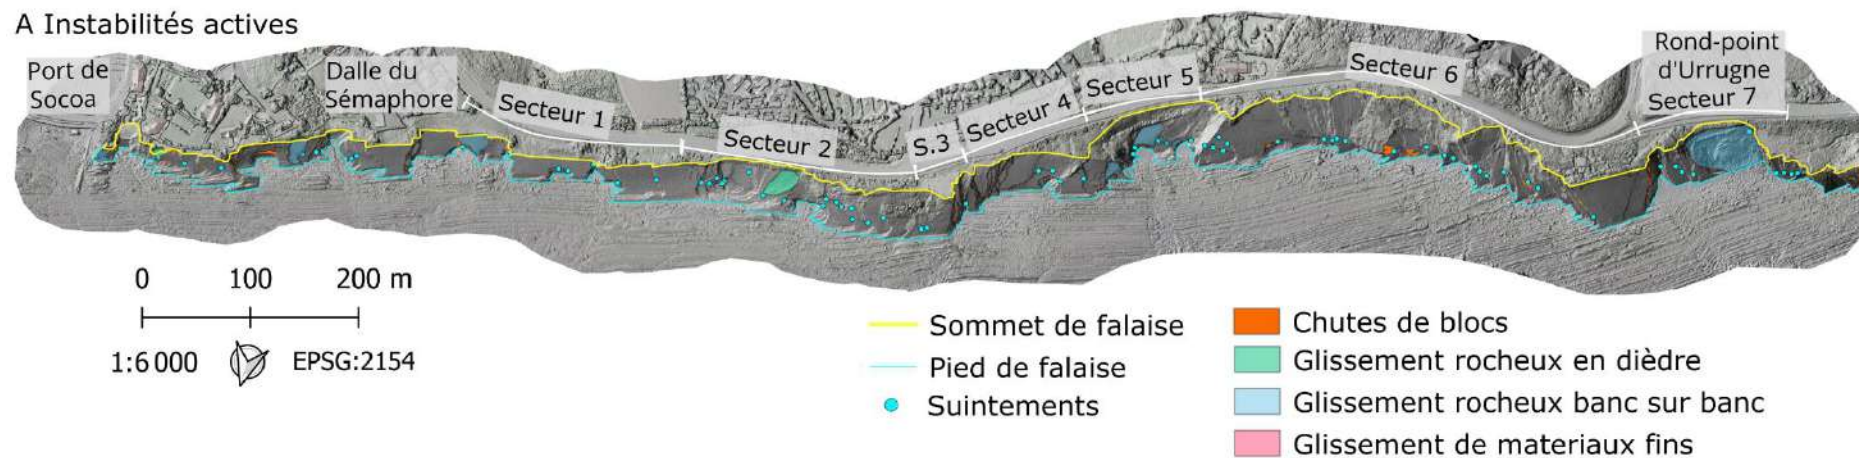 A Instabilités actives
Port de
Socoa
Dalle du
Sémaphore
Secteur 1
Secteur 2
S.3
Secteur 4
Secteur 5
Secteur 6
Rond-point
d'Urrugne
Secteur 7
0 100 200 m
1:6 000 EPSG:2154
Sommet de falaise
Pied de falaise
Suintements
Chutes de blocs
Glissement rocheux en dièdre
Glissement rocheux banc sur banc
Glissement de materiaux fins